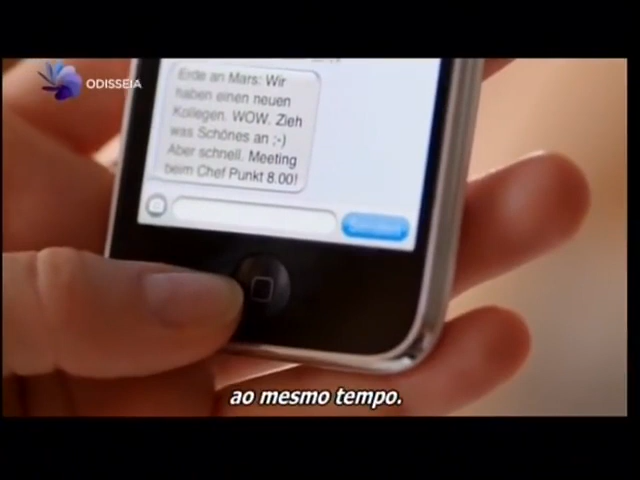 ODISSEIA
Erde an Mars: Wir
haben einen neuen
Kollegen. WOW. Zieh
was Schönes an ;-)
Aber schnell. Meeting
beim Chef Punkt 8.00!
ao mesmo tempo.